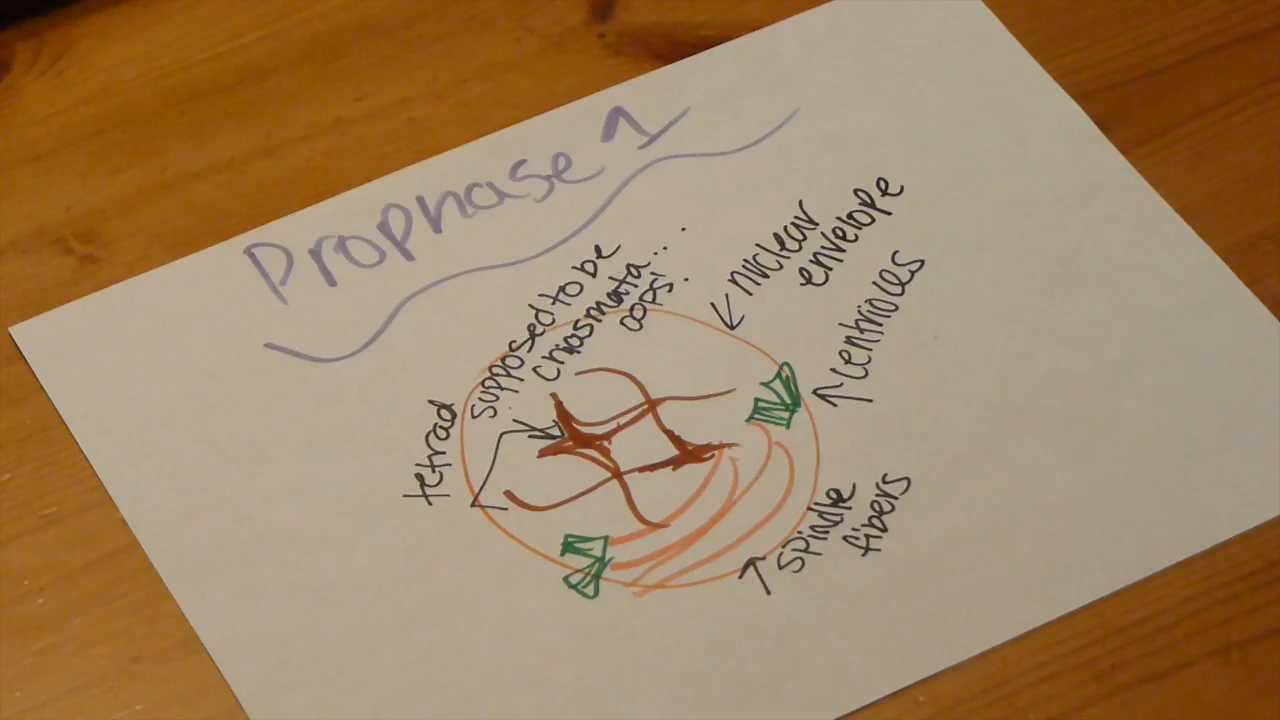 Prophase 1
supposed to be
chiasmata...
oops!
nuclear
envelope
centrioles
tetrad
spindle
fibers